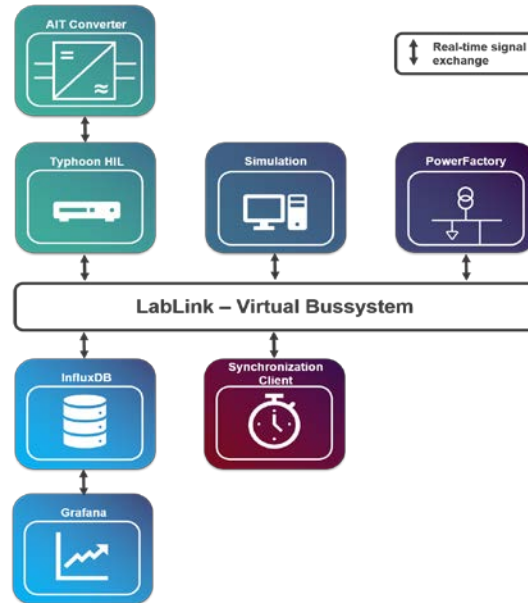 AIT Converter
Real-time signal
exchange
Typhoon HIL
Simulation
PowerFactory
LabLink – Virtual Bussystem
InfluxDB
Synchronization
Client
Grafana